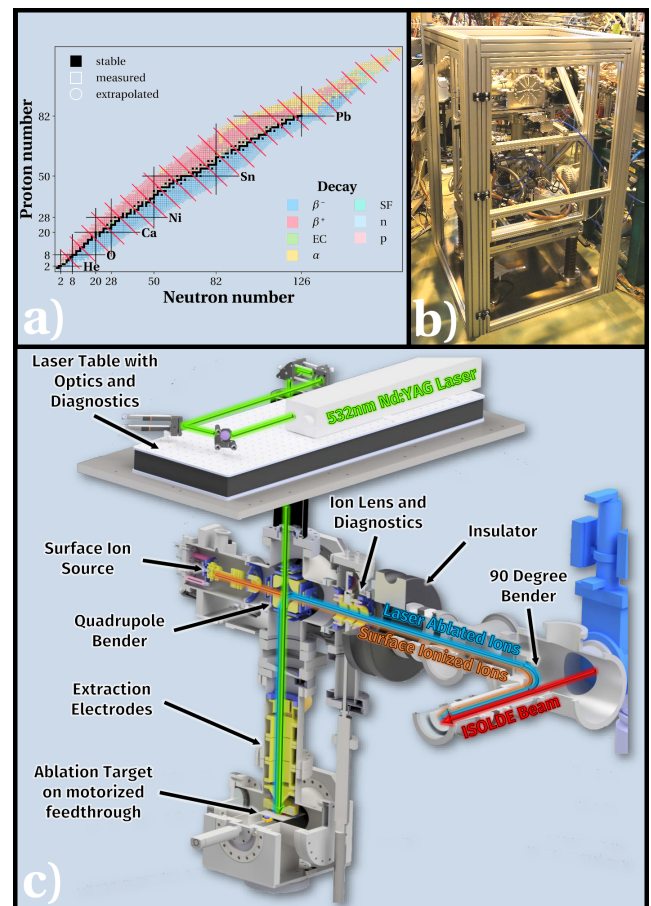 stable
measured
extrapolated
Proton number
82
50
28
20
8
2
Pb
Sn
Ni
Ca
O
He
Decay
β⁻
β⁺
EC
α
SF
n
p
2 8 20 28 50 82 126
Neutron number
a)
b)
Laser Table with
Optics and
Diagnostics
532nm Nd:YAG Laser
Ion Lens and
Diagnostics
Insulator
Surface Ion
Source
90 Degree
Bender
Quadrupole
Bender
Laser Ablated Ions
Surface Ionized Ions
ISOLDE Beam
Extraction
Electrodes
Ablation Target
on motorized
feedthrough
c)